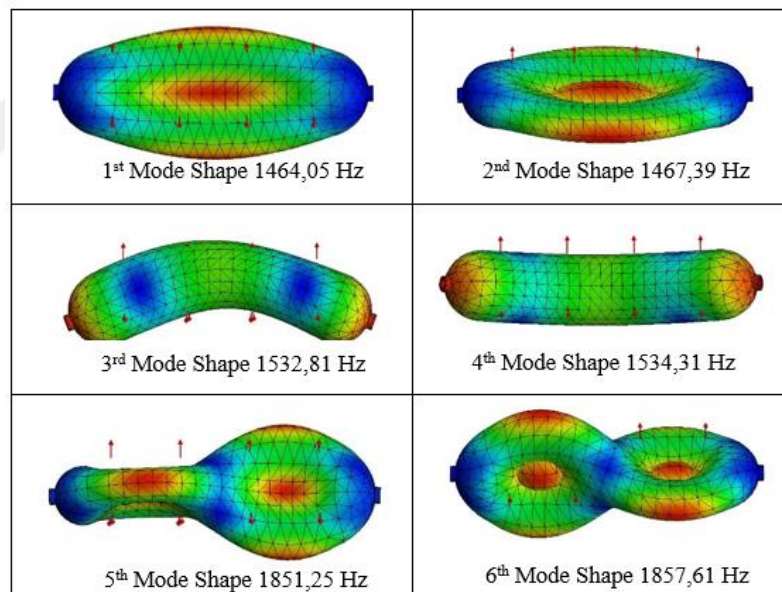 1st Mode Shape 1464,05 Hz
2nd Mode Shape 1467,39 Hz
3rd Mode Shape 1532,81 Hz
4th Mode Shape 1534,31 Hz
5th Mode Shape 1851,25 Hz
6th Mode Shape 1857,61 Hz